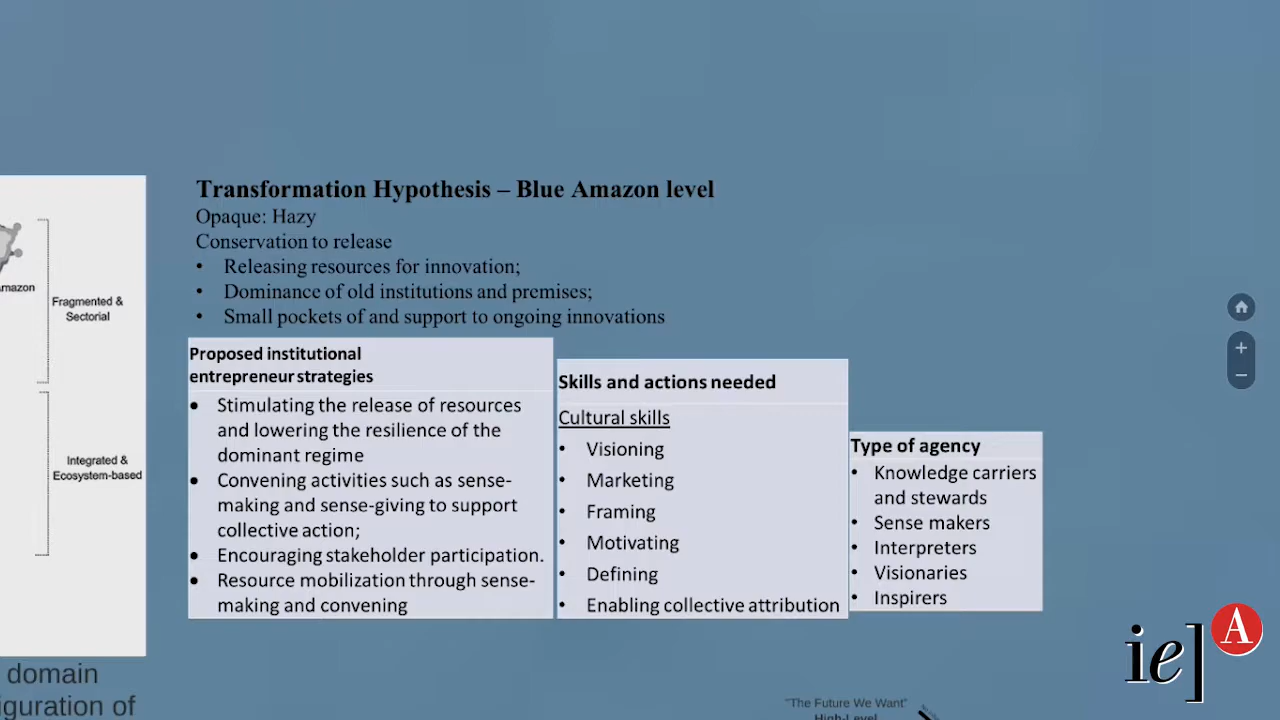 Transformation Hypothesis – Blue Amazon level
Opaque: Hazy
Conservation to release
• Releasing resources for innovation;
• Dominance of old institutions and premises;
• Small pockets of and support to ongoing innovations
mazon
Fragmented &
Sectorial
Integrated &
Ecosystem-based
Proposed institutional
entrepreneur strategies
• Stimulating the release of resources
and lowering the resilience of the
dominant regime
• Convening activities such as sense-
making and sense-giving to support
collective action;
• Encouraging stakeholder participation.
• Resource mobilization through sense-
making and convening
Skills and actions needed
Cultural skills
• Visioning
• Marketing
• Framing
• Motivating
• Defining
• Enabling collective attribution
Type of agency
• Knowledge carriers
and stewards
• Sense makers
• Interpreters
• Visionaries
• Inspirers
domain
iguration of
"The Future We Want"
High-Level
ie] A